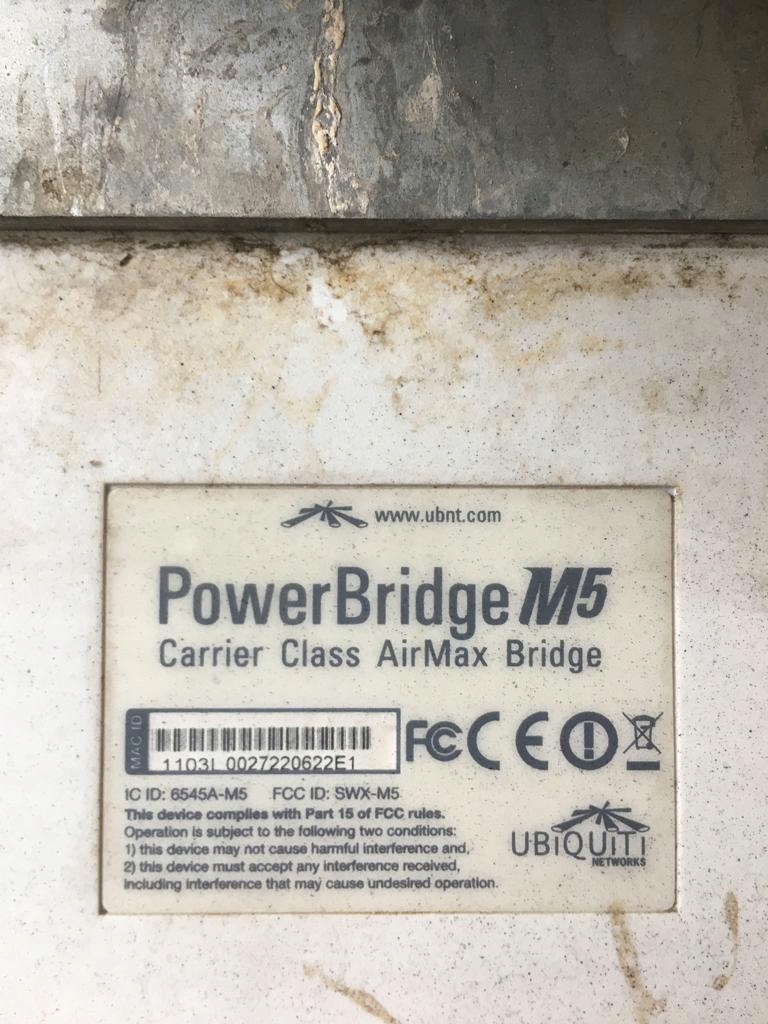 www.ubnt.com
PowerBridge M5
Carrier Class AirMax Bridge
MAC ID
1103L 0027220622E1
FC CE
IC ID: 6545A-M5 FCC ID: SWX-M5
This device complies with Part 15 of FCC rules.
Operation is subject to the following two conditions:
1) this device may not cause harmful interference and,
2) this device must accept any interference received,
including interference that may cause undesired operation.
UBiQUiTi
NETWORKS